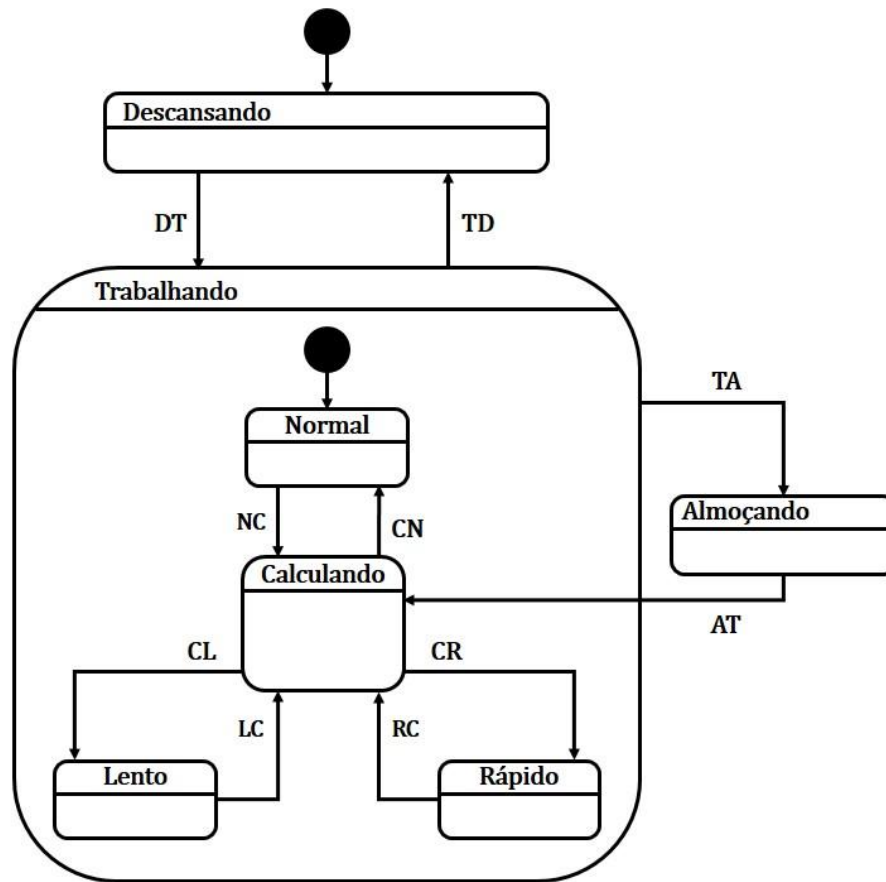 Descansando
DT
TD
Trabalhando
TA
Normal
NC
CN
Almoçando
Calculando
AT
CL
CR
LC
RC
Lento
Rápido